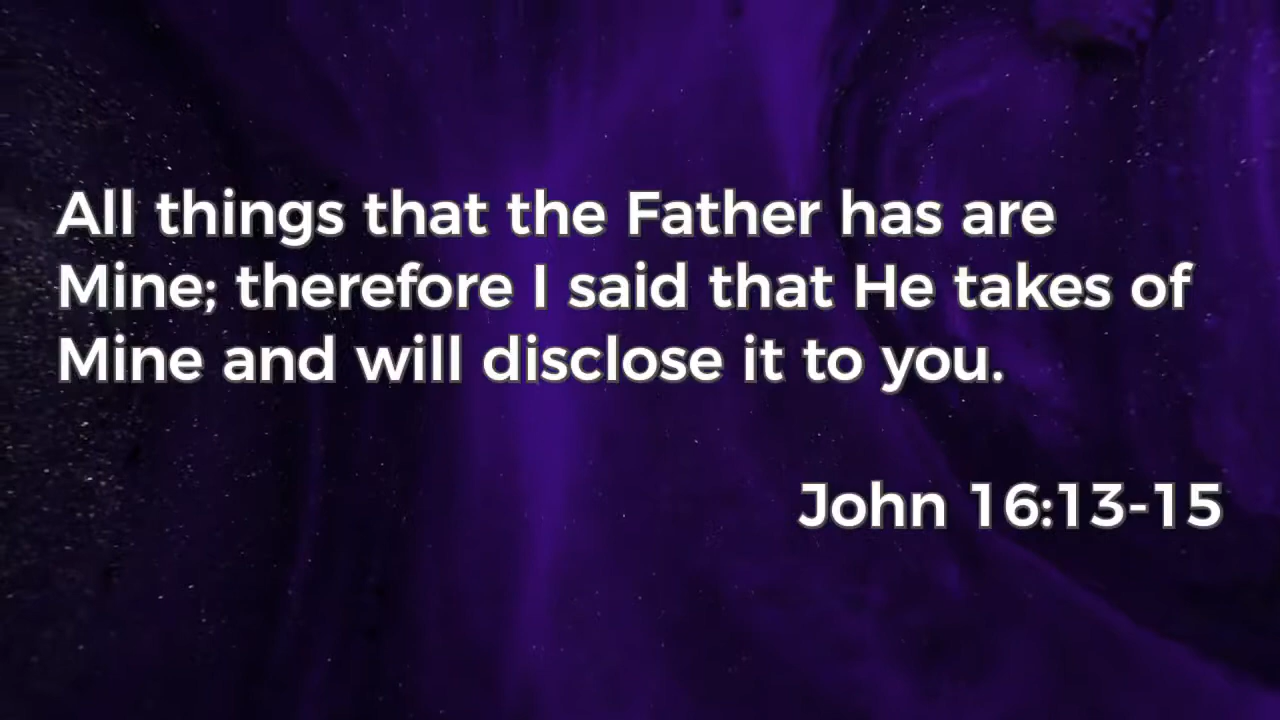 All things that the Father has are
Mine; therefore I said that He takes of
Mine and will disclose it to you.
John 16:13-15